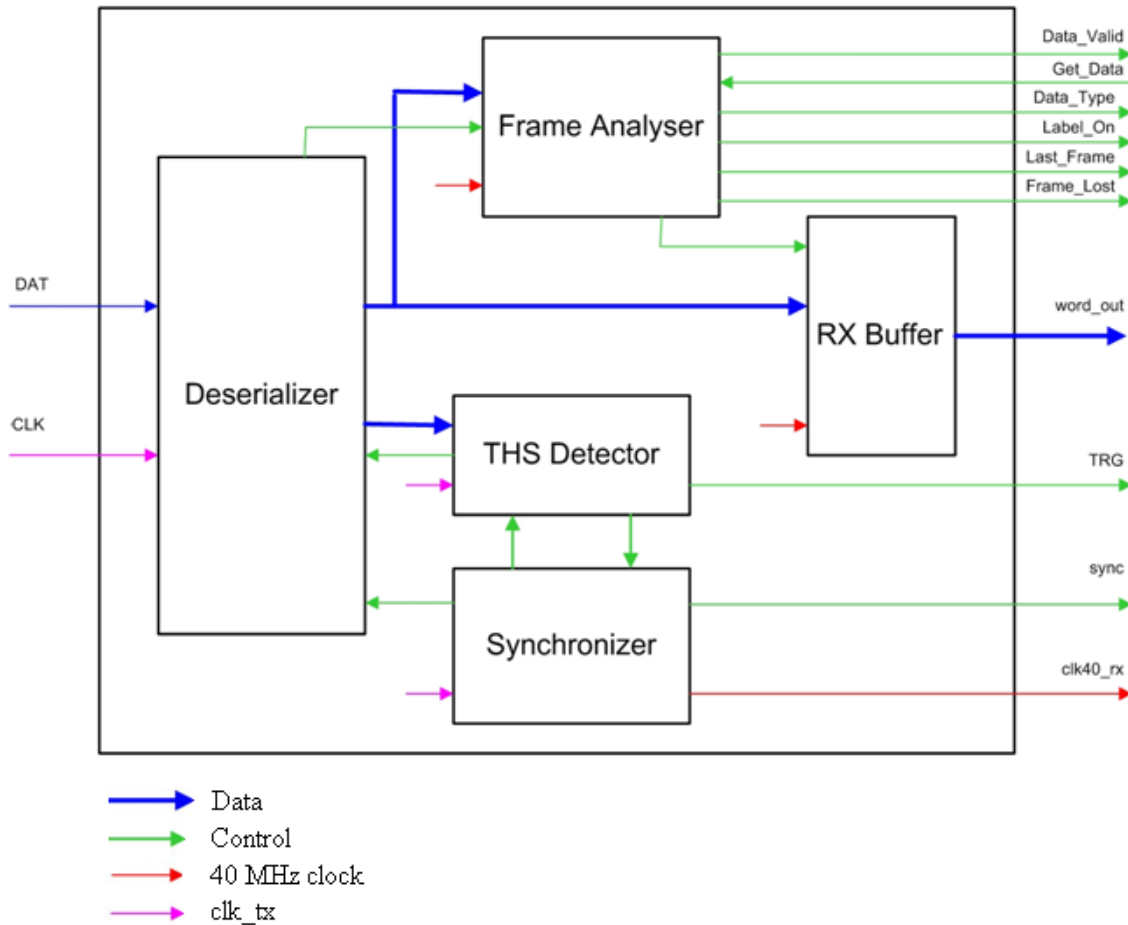 Data_Valid
Get_Data
Frame Analyser
Data_Type
Label_On
Last_Frame
Frame_Lost
DAT
word_out
RX Buffer
Deserializer
CLK
THS Detector
TRG
sync
Synchronizer
clk40_rx
Data
Control
40 MHz clock
clk_tx